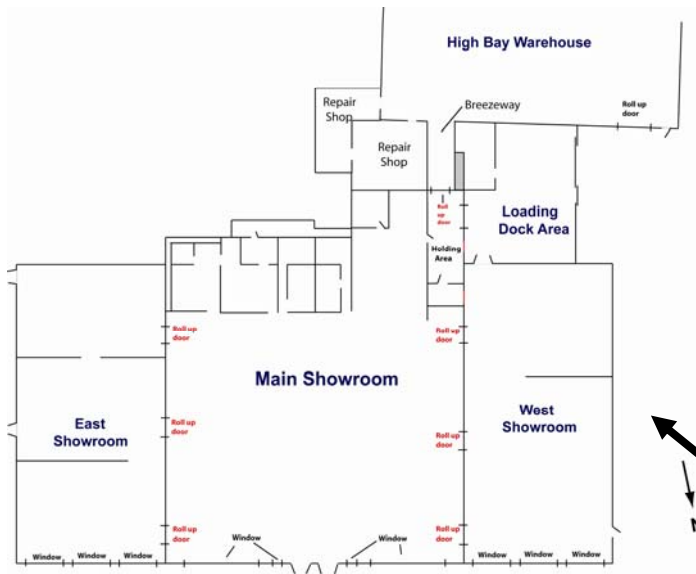 High Bay Warehouse
Repair
Shop
Breezeway
Roll up
door
Repair
Shop
Roll
up
door
Loading
Dock Area
Holding
Area
Roll up
door
Roll up
door
Main Showroom
East
Showroom
Roll up
door
West
Showroom
Roll up
door
Roll up
door
Roll up
door
Window
Window
Window
Window
Window
Window
Window
Window